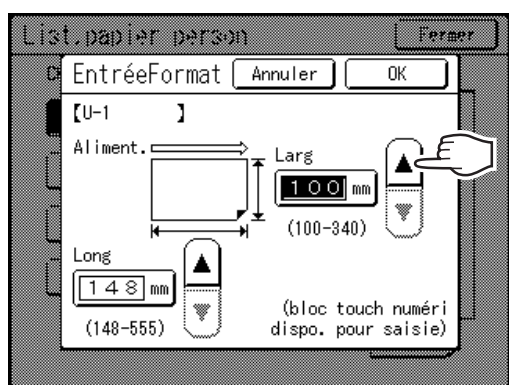 List.papier person Fermer
EntréeFormat Annuler OK
【U-1 】
Aliment.
Larg
100 mm
(100-340)
Long
148 mm
(148-555)
(bloc touch numéri
dispo. pour saisie)